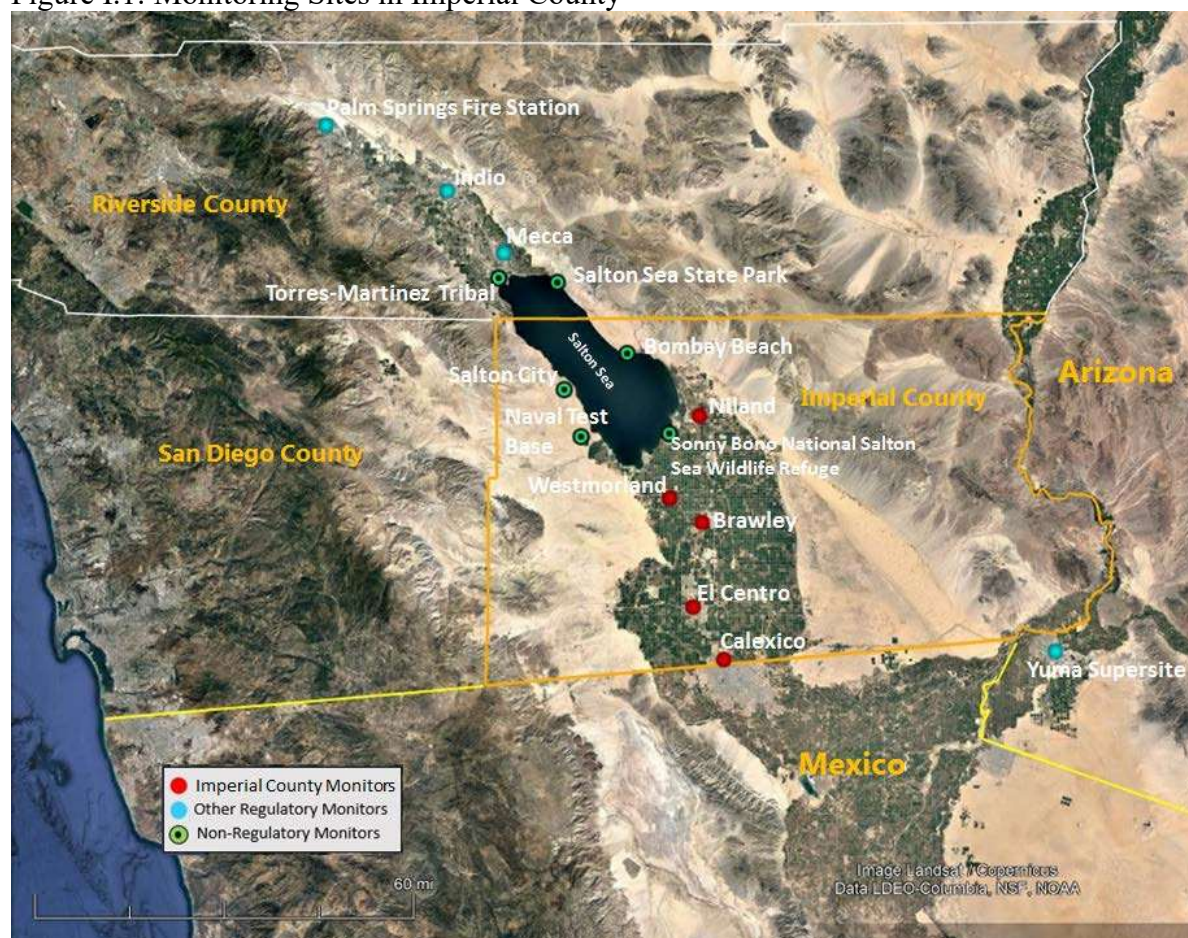 Figure I.1: Monitoring Sites in Imperial County
Palm Springs Fire Station
Indio
Riverside County
Mecca
Torres-Martinez Tribal
Salton Sea State Park
Salton Sea
Bombay Beach
Arizona
Salton City
Imperial County
Niland
Naval Test
Base
San Diego County
Sonny Bono National Salton
Sea Wildlife Refuge
Westmorland
Brawley
El Centro
Calexico
Yuma Supersite
Mexico
Imperial County Monitors
Other Regulatory Monitors
Non-Regulatory Monitors
60 mi
Image Landsat / Copernicus
Data LDEO-Columbia, NSF, NOAA